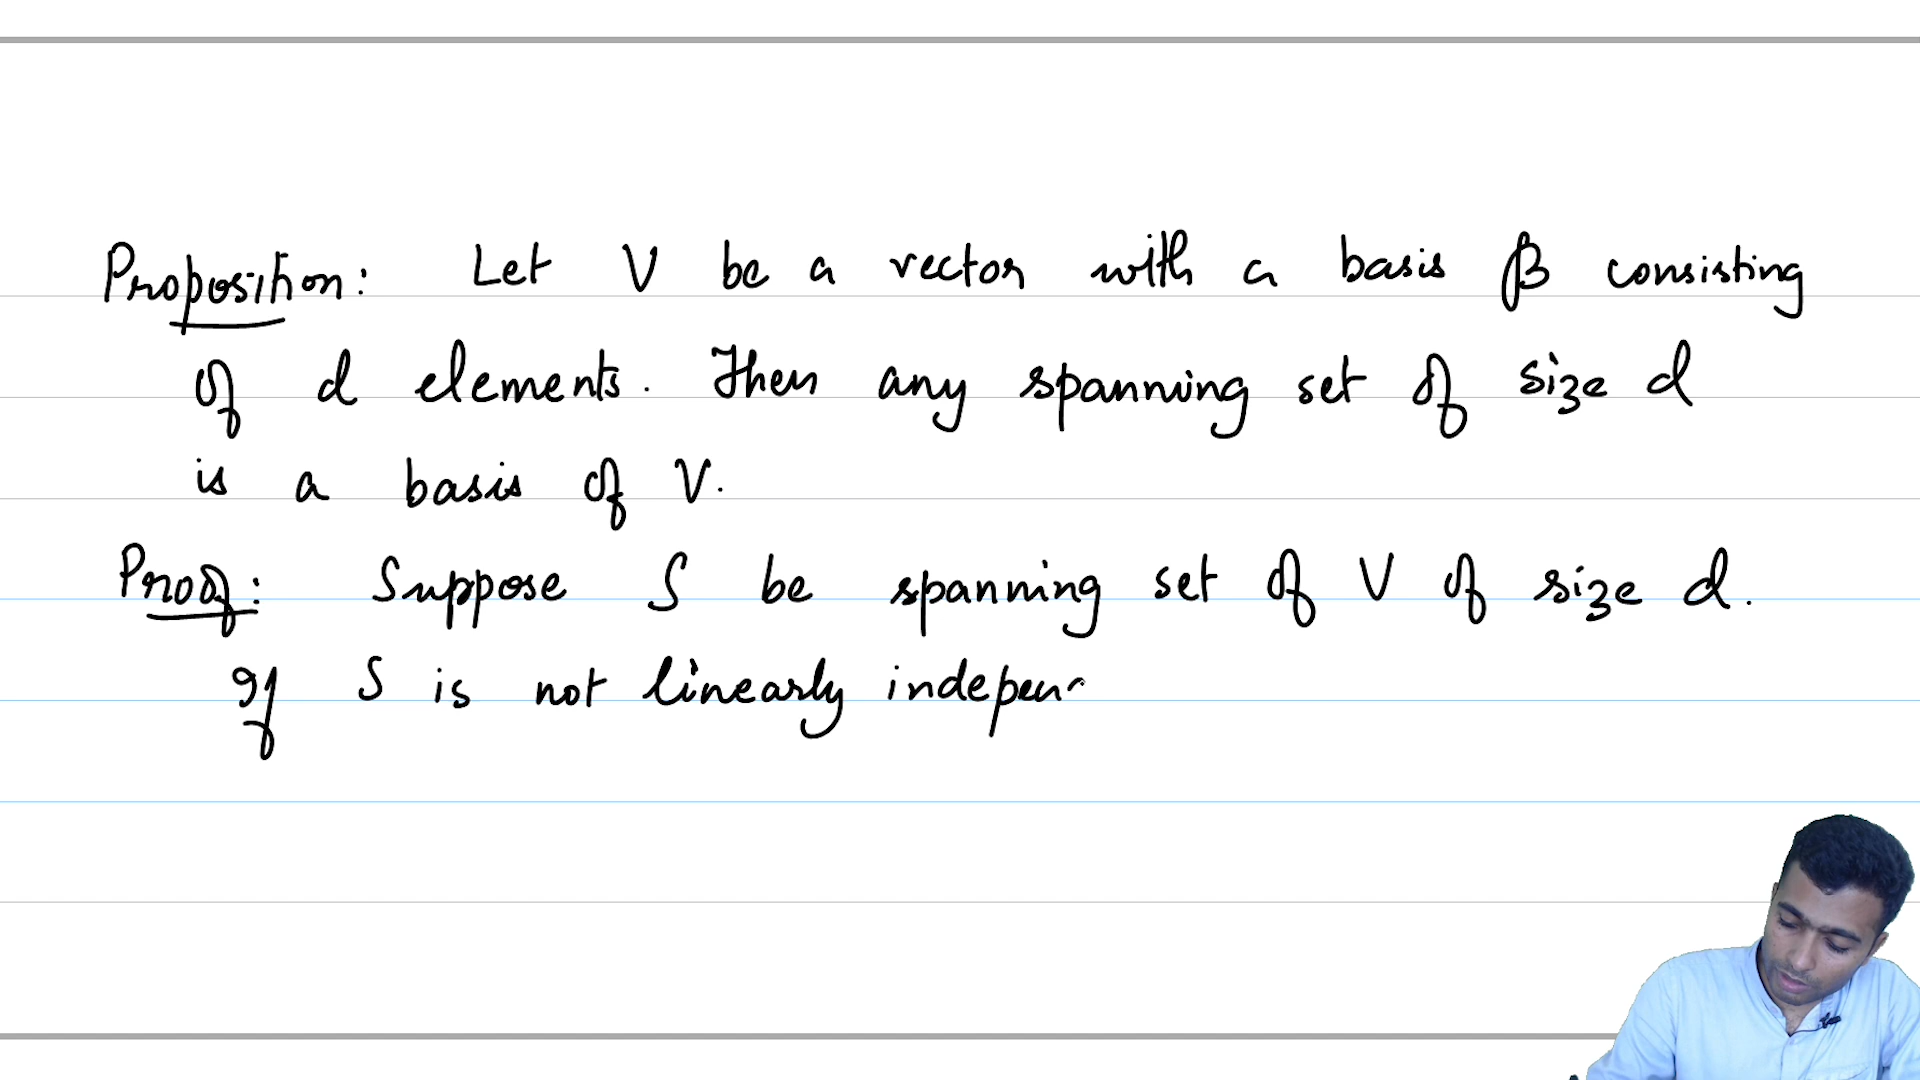 Proposition: Let V be a vector with a basis β consisting
of d elements. Then any spanning set of size d
is a basis of V.
Proof: Suppose S be spanning set of V of size d.
If S is not linearly indepen